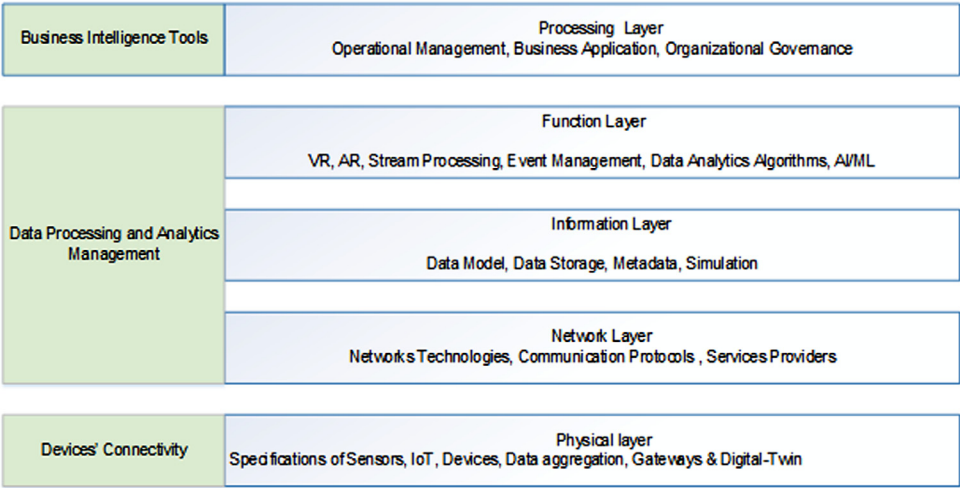 Business Intelligence Tools
Processing Layer
Operational Management, Business Application, Organizational Governance
Function Layer
VR, AR, Stream Processing, Event Management, Data Analytics Algorithms, AI/ML
Data Processing and Analytics
Management
Information Layer
Data Model, Data Storage, Metadata, Simulation
Network Layer
Networks Technologies, Communication Protocols , Services Providers
Devices' Connectivity
Physical layer
Specifications of Sensors, IoT, Devices, Data aggregation, Gateways & Digital-Twin